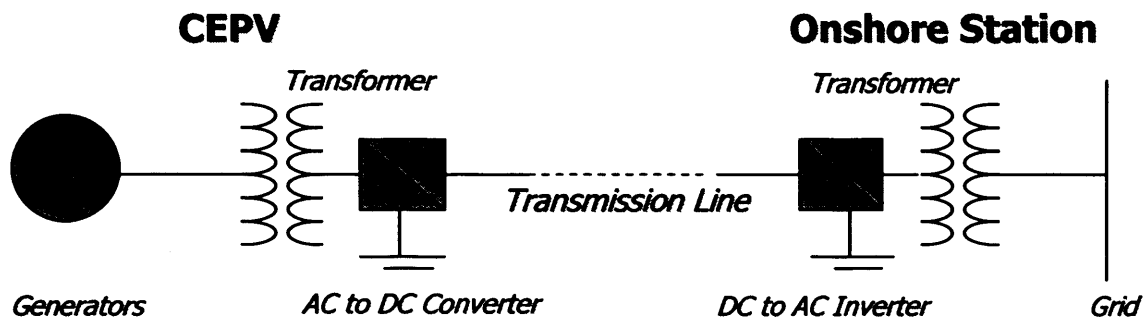 CEPV
Onshore Station
Transformer
Transformer
Transmission Line
Generators
AC to DC Converter
DC to AC Inverter
Grid